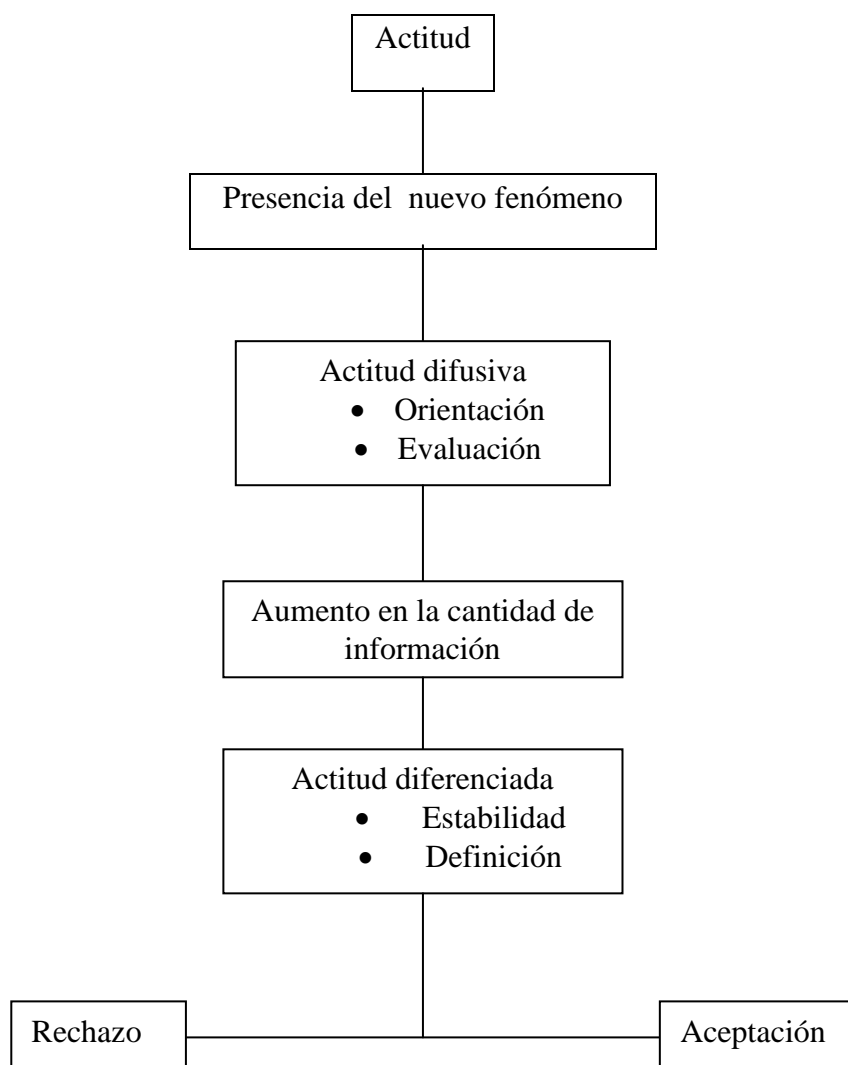 Actitud
Presencia del  nuevo fenómeno
Actitud difusiva
• Orientación
• Evaluación
Aumento en la cantidad de
información
Actitud diferenciada
• Estabilidad
• Definición
Rechazo
Aceptación